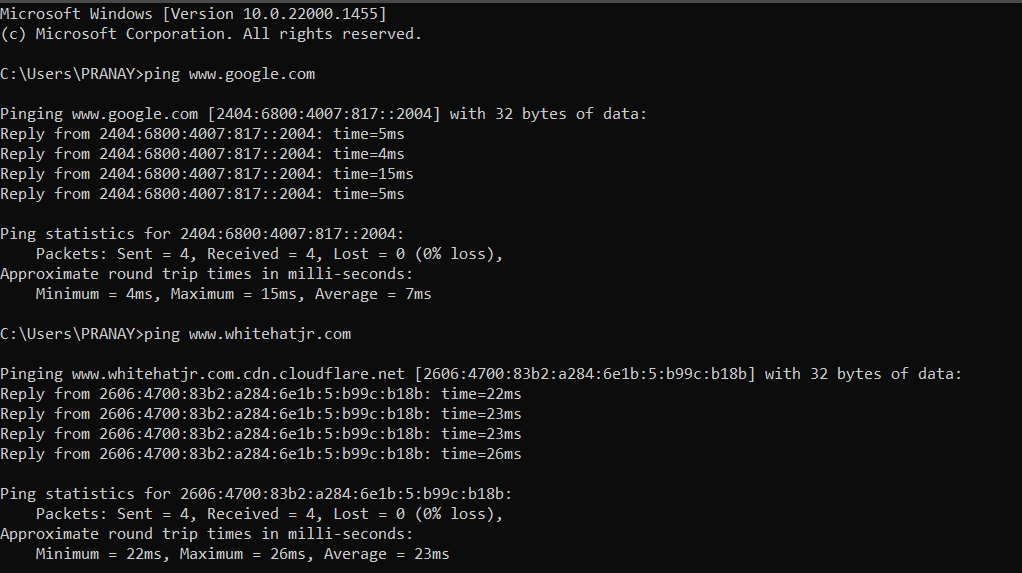 Microsoft Windows [Version 10.0.22000.1455]
(c) Microsoft Corporation. All rights reserved.
C:\Users\PRANAY>ping www.google.com
Pinging www.google.com [2404:6800:4007:817::2004] with 32 bytes of data:
Reply from 2404:6800:4007:817::2004: time=5ms
Reply from 2404:6800:4007:817::2004: time=4ms
Reply from 2404:6800:4007:817::2004: time=15ms
Reply from 2404:6800:4007:817::2004: time=5ms
Ping statistics for 2404:6800:4007:817::2004:
    Packets: Sent = 4, Received = 4, Lost = 0 (0% loss),
Approximate round trip times in milli-seconds:
    Minimum = 4ms, Maximum = 15ms, Average = 7ms
C:\Users\PRANAY>ping www.whitehatjr.com
Pinging www.whitehatjr.com.cdn.cloudflare.net [2606:4700:83b2:a284:6e1b:5:b99c:b18b] with 32 bytes of data:
Reply from 2606:4700:83b2:a284:6e1b:5:b99c:b18b: time=22ms
Reply from 2606:4700:83b2:a284:6e1b:5:b99c:b18b: time=23ms
Reply from 2606:4700:83b2:a284:6e1b:5:b99c:b18b: time=23ms
Reply from 2606:4700:83b2:a284:6e1b:5:b99c:b18b: time=26ms
Ping statistics for 2606:4700:83b2:a284:6e1b:5:b99c:b18b:
    Packets: Sent = 4, Received = 4, Lost = 0 (0% loss),
Approximate round trip times in milli-seconds:
    Minimum = 22ms, Maximum = 26ms, Average = 23ms